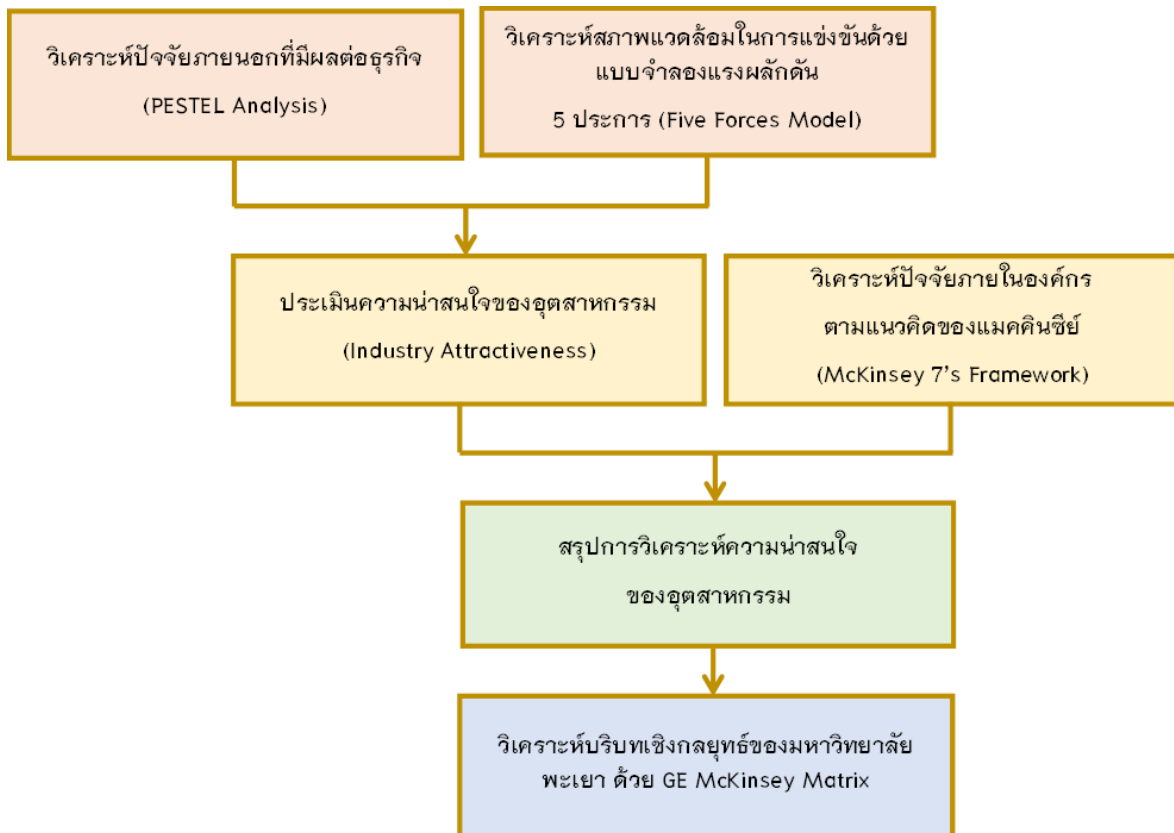 วิเคราะห์ปัจจัยภายนอกที่มีผลต่อธุรกิจ
(PESTEL Analysis)
วิเคราะห์สภาพแวดล้อมในการแข่งขันด้วย
แบบจำลองแรงผลักดัน
5 ประการ (Five Forces Model)
ประเมินความน่าสนใจของอุตสาหกรรม
(Industry Attractiveness)
วิเคราะห์ปัจจัยภายในองค์กร
ตามแนวคิดของแมคคินซีย์
(McKinsey 7's Framework)
สรุปการวิเคราะห์ความน่าสนใจ
ของอุตสาหกรรม
วิเคราะห์บริบทเชิงกลยุทธ์ของมหาวิทยาลัย
พะเยา ด้วย GE McKinsey Matrix